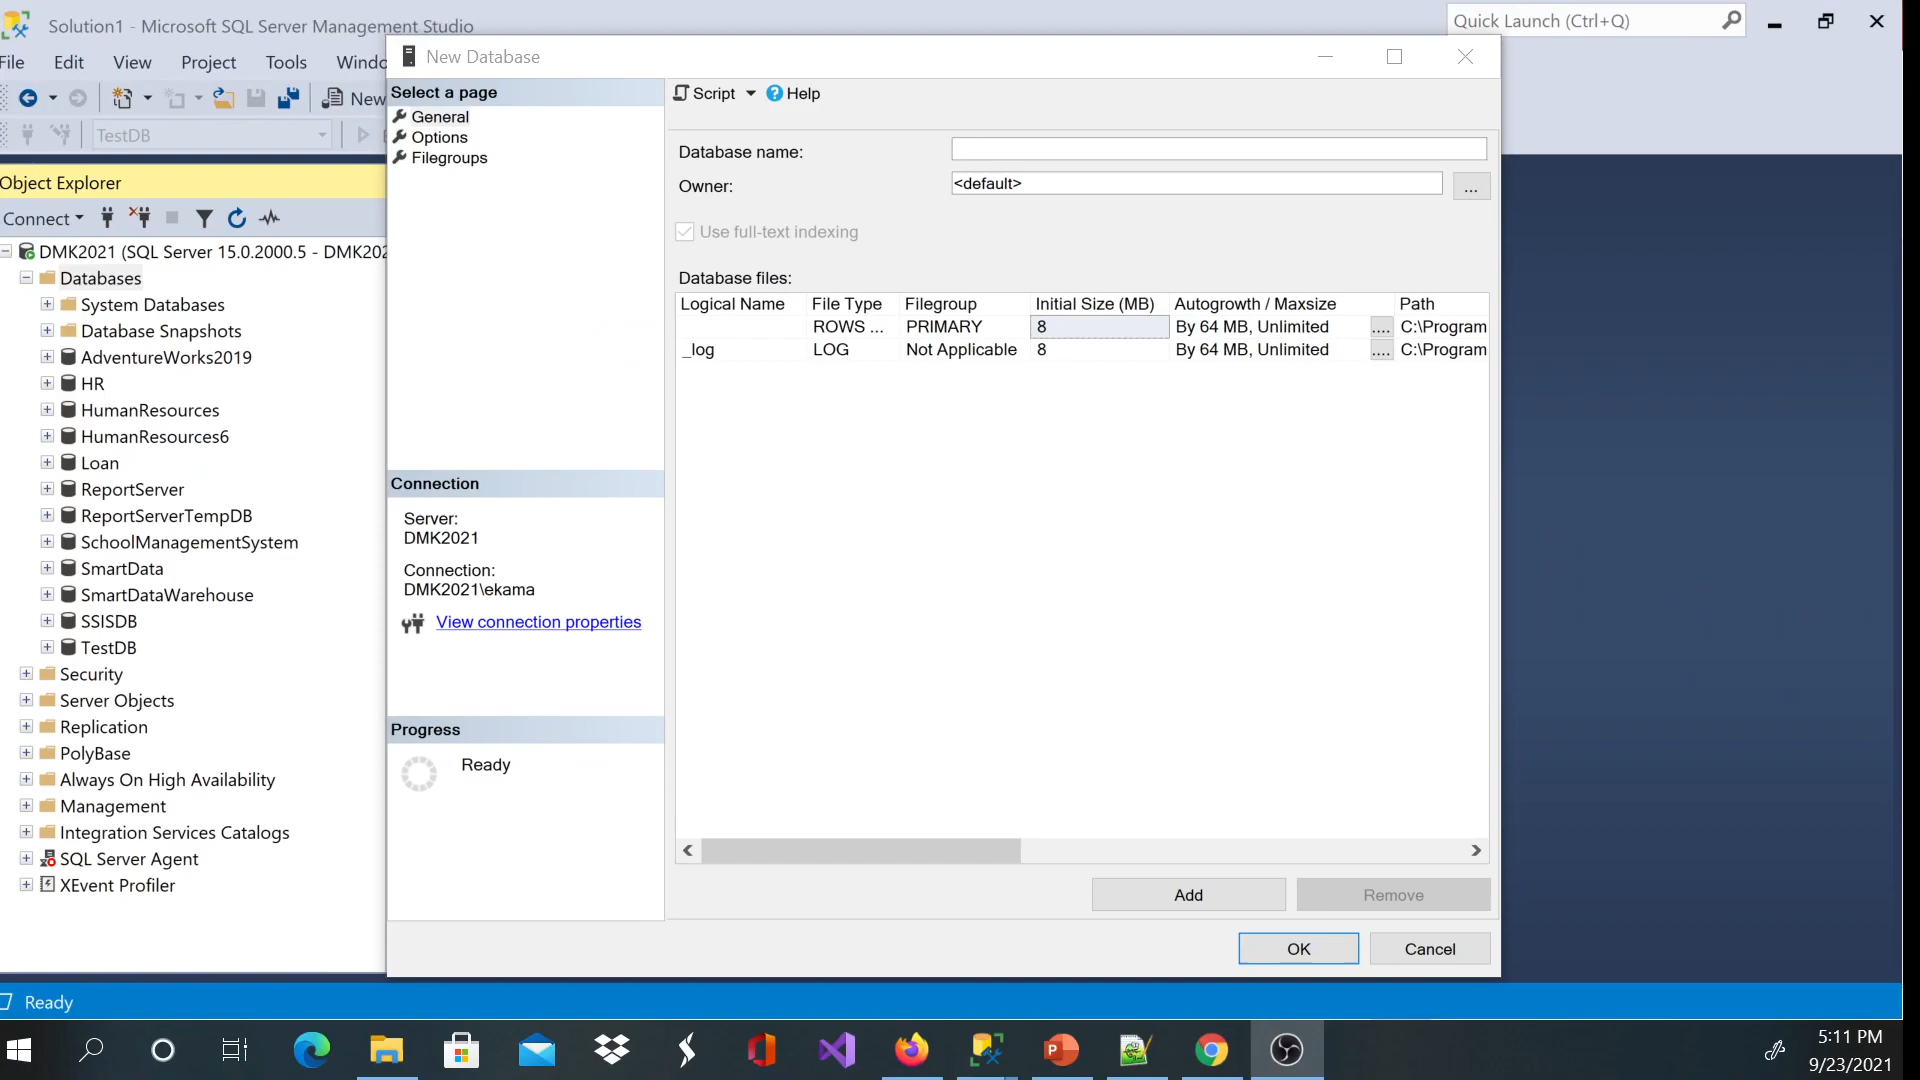 Solution1 - Microsoft SQL Server Management Studio
Quick Launch (Ctrl+Q)
File Edit View Project Tools Windo
New
TestDB
Object Explorer
Connect
DMK2021 (SQL Server 15.0.2000.5 - DMK202
Databases
System Databases
Database Snapshots
AdventureWorks2019
HR
HumanResources
HumanResources6
Loan
ReportServer
ReportServerTempDB
SchoolManagementSystem
SmartData
SmartDataWarehouse
SSISDB
TestDB
Security
Server Objects
Replication
PolyBase
Always On High Availability
Management
Integration Services Catalogs
SQL Server Agent
XEvent Profiler
New Database
Select a page
General
Options
Filegroups
Connection
Server:
DMK2021
Connection:
DMK2021\ekama
View connection properties
Progress
Ready
Script Help
Database name:
Owner: <default> ...
Use full-text indexing
Database files:
Logical Name File Type Filegroup Initial Size (MB) Autogrowth / Maxsize Path
ROWS ... PRIMARY 8 By 64 MB, Unlimited .... C:\Program
_log LOG Not Applicable 8 By 64 MB, Unlimited .... C:\Program
Add Remove
OK Cancel
Ready
5:11 PM
9/23/2021